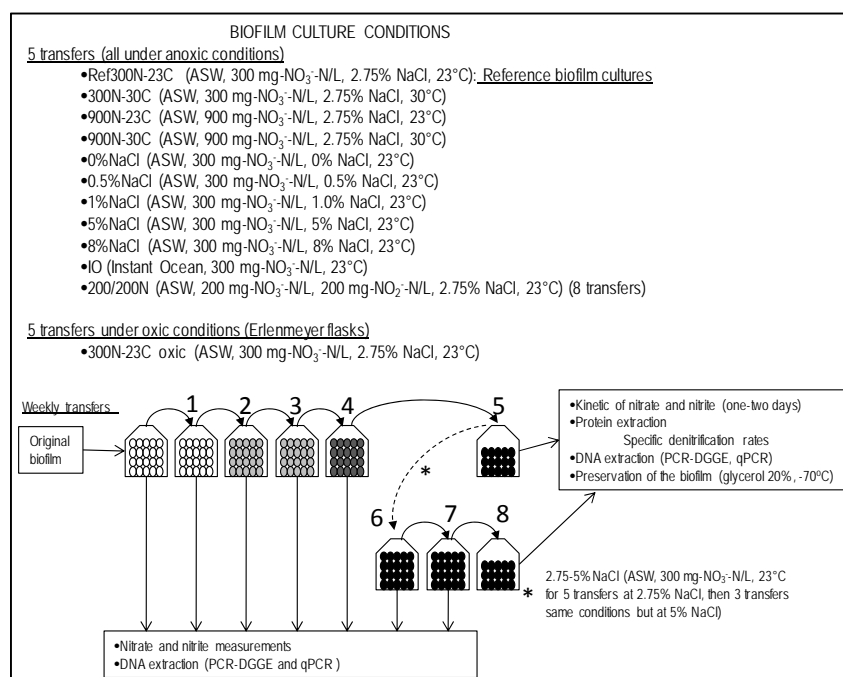 BIOFILM CULTURE CONDITIONS
5 transfers (all under anoxic conditions)
•Ref300N-23C (ASW, 300 mg-NO₃⁻-N/L, 2.75% NaCl, 23°C): Reference biofilm cultures
•300N-30C (ASW, 300 mg-NO₃⁻-N/L, 2.75% NaCl, 30°C)
•900N-23C (ASW, 900 mg-NO₃⁻-N/L, 2.75% NaCl, 23°C)
•900N-30C (ASW, 900 mg-NO₃⁻-N/L, 2.75% NaCl, 30°C)
•0%NaCl (ASW, 300 mg-NO₃⁻-N/L, 0% NaCl, 23°C)
•0.5%NaCl (ASW, 300 mg-NO₃⁻-N/L, 0.5% NaCl, 23°C)
•1%NaCl (ASW, 300 mg-NO₃⁻-N/L, 1.0% NaCl, 23°C)
•5%NaCl (ASW, 300 mg-NO₃⁻-N/L, 5% NaCl, 23°C)
•8%NaCl (ASW, 300 mg-NO₃⁻-N/L, 8% NaCl, 23°C)
•IO (Instant Ocean, 300 mg-NO₃⁻-N/L, 23°C)
•200/200N (ASW, 200 mg-NO₃⁻-N/L, 200 mg-NO₂⁻-N/L, 2.75% NaCl, 23°C) (8 transfers)
5 transfers under oxic conditions (Erlenmeyer flasks)
•300N-23C oxic (ASW, 300 mg-NO₃⁻-N/L, 2.75% NaCl, 23°C)
Weekly transfers
1 2 3 4 5
Original
biofilm
•Kinetic of nitrate and nitrite (one-two days)
•Protein extraction
Specific denitrification rates
•DNA extraction (PCR-DGGE, qPCR)
•Preservation of the biofilm (glycerol 20%, -70°C)
*
6 7 8
* 2.75-5% NaCl (ASW, 300 mg-NO₃⁻-N/L, 23°C
for 5 transfers at 2.75% NaCl, then 3 transfers
same conditions but at 5% NaCl)
•Nitrate and nitrite measurements
•DNA extraction (PCR-DGGE and qPCR )